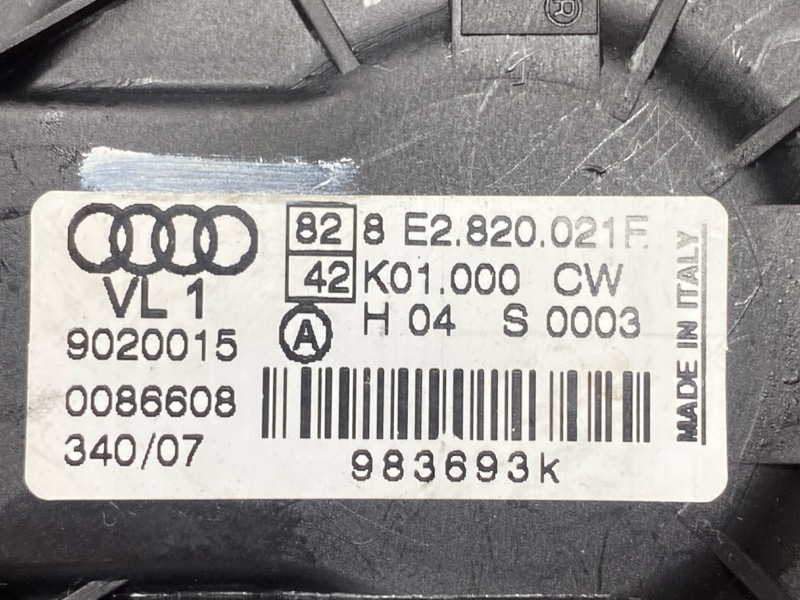 ®
1
82 8 E2.820.021F
42 K01.000 CW
VL 1
A H 04 S 0003
9020015
0086608
340/07
983693k
MADE IN ITALY